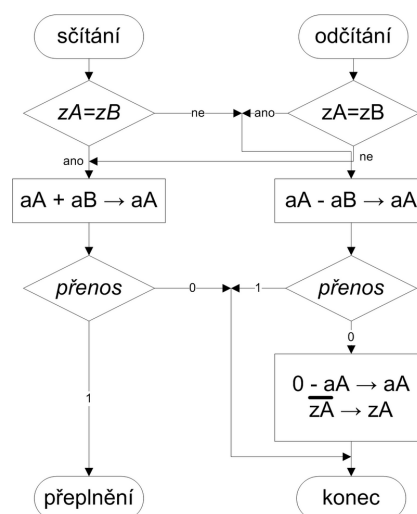 sčítání
odčítání
zA=zB
ne
ano
zA=zB
ano
ne
aA + aB → aA
aA - aB → aA
přenos
0
1
přenos
0
1
0 - aA → aA
z̅A̅ → zA
přeplnění
konec